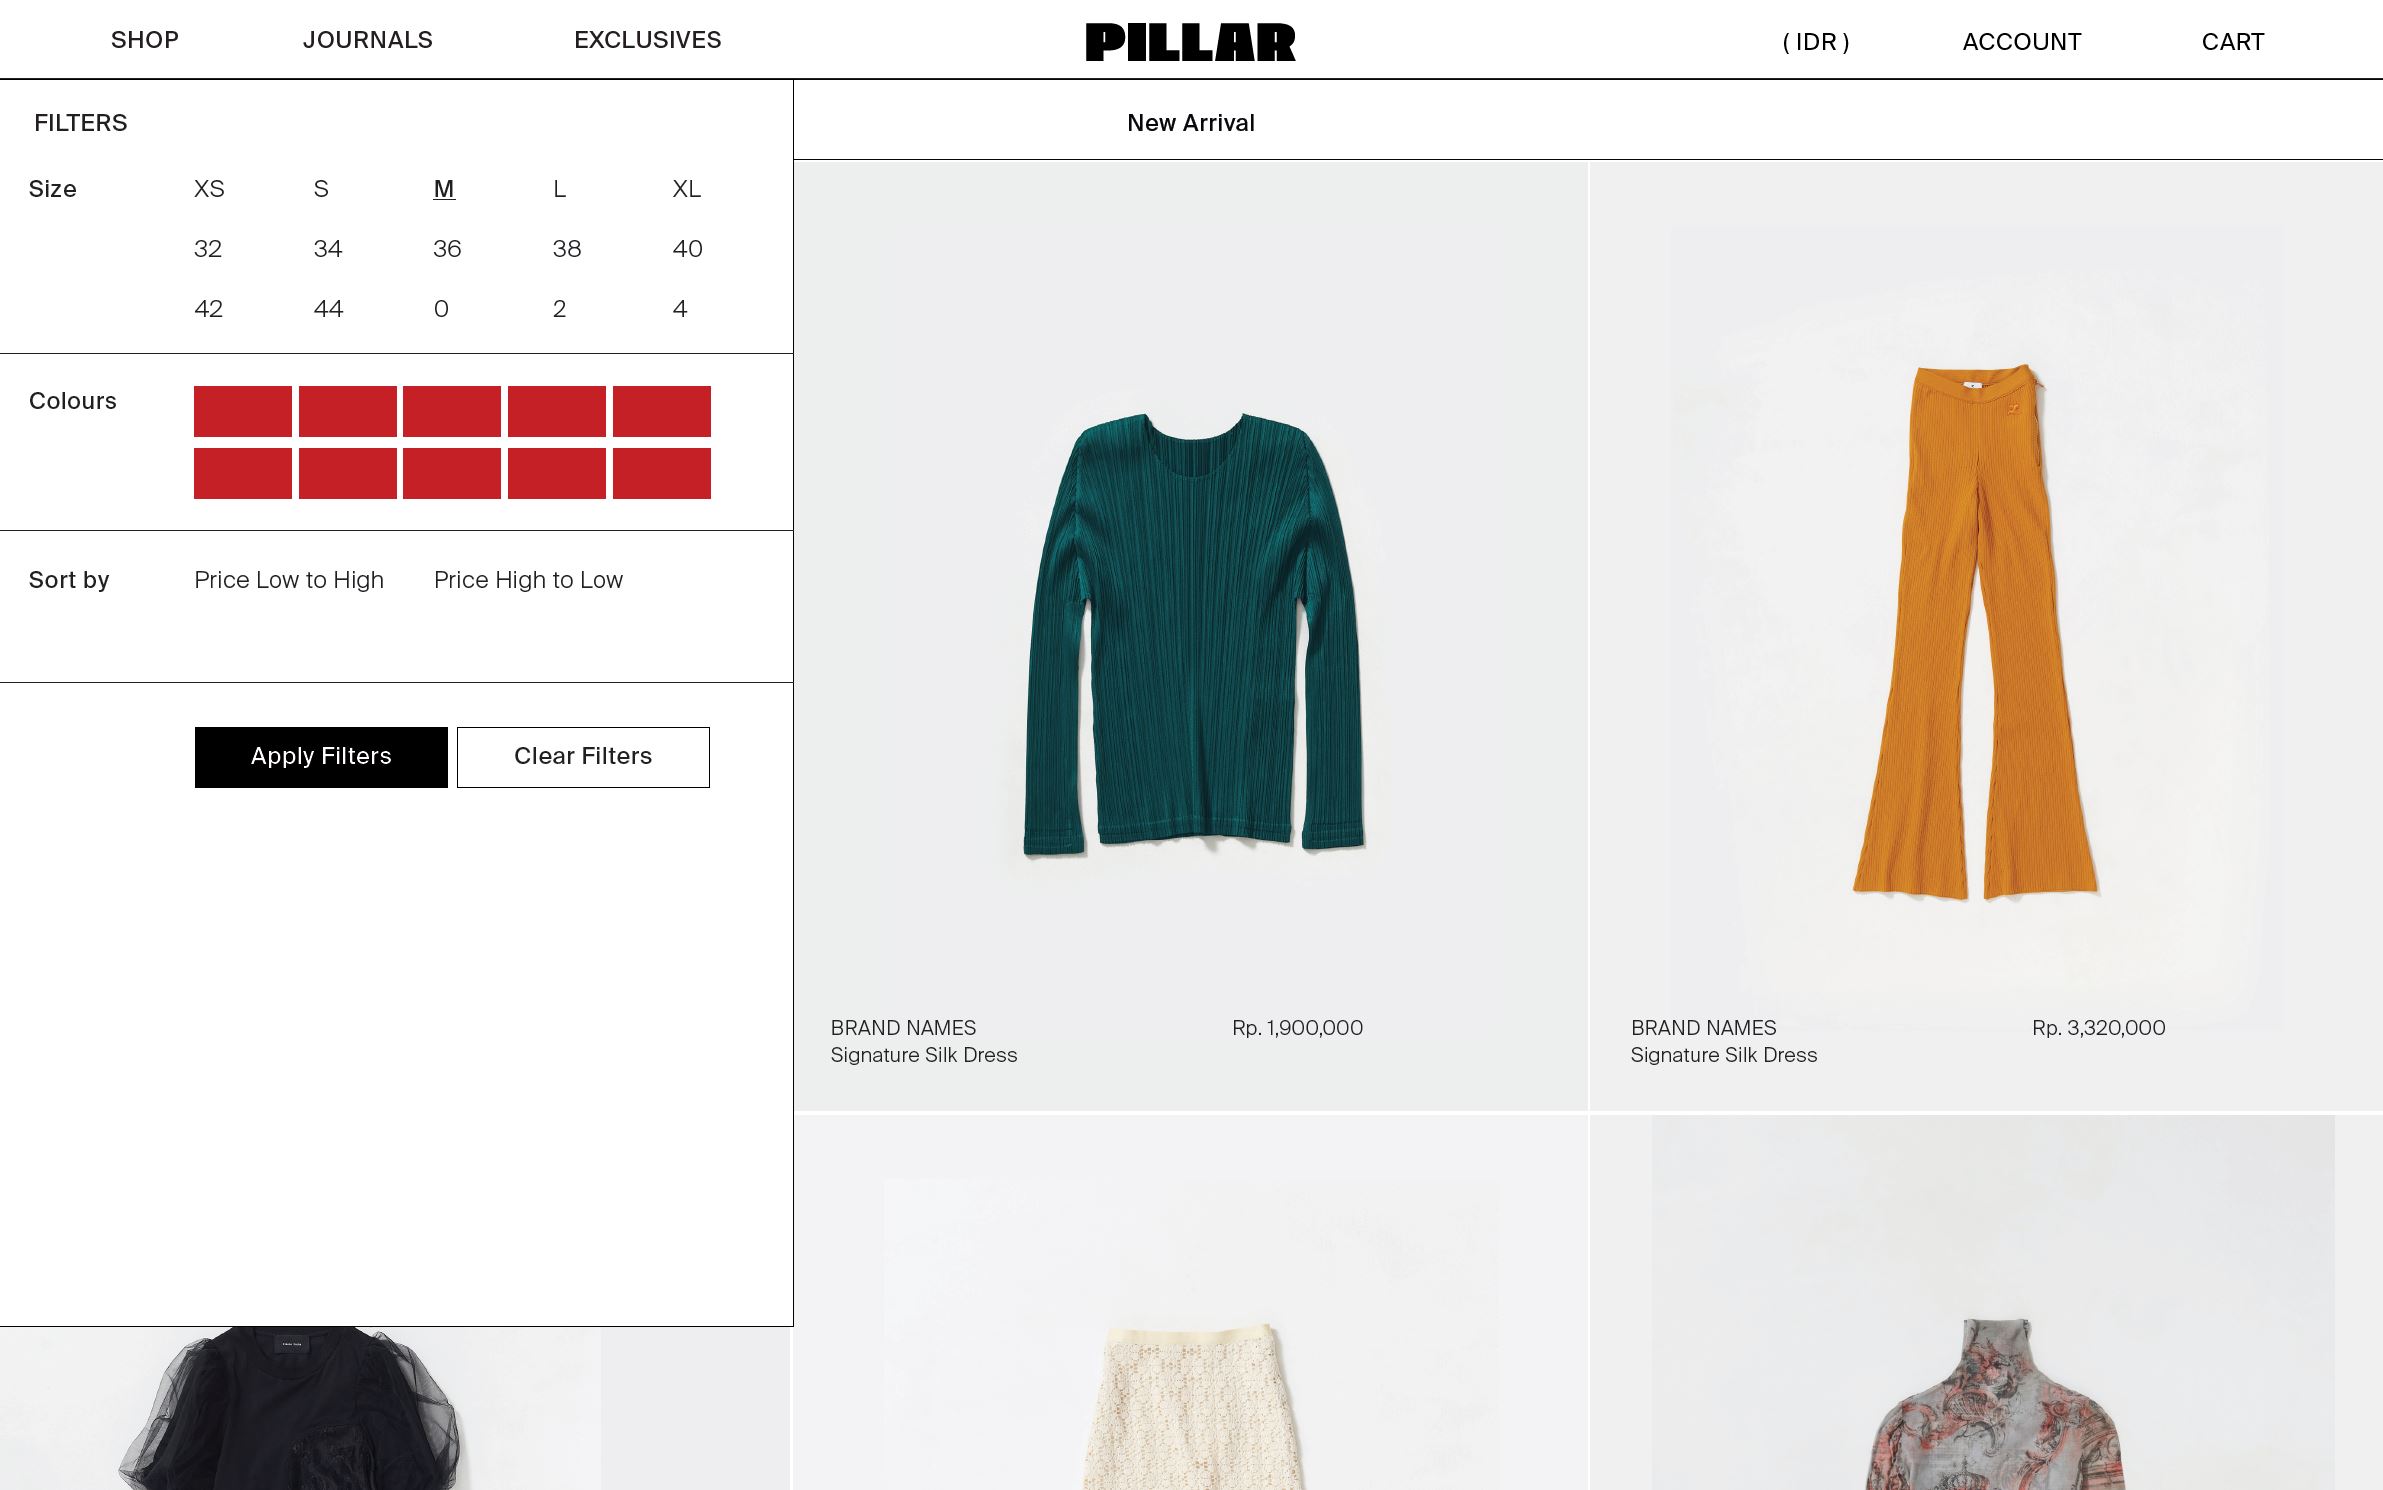 SHOP JOURNALS EXCLUSIVES PILLAR ( IDR ) ACCOUNT CART
FILTERS
New Arrival
Size XS S M L XL
32 34 36 38 40
42 44 0 2 4
Colours
Sort by Price Low to High Price High to Low
Apply Filters Clear Filters
BRAND NAMES Rp. 1,900,000
Signature Silk Dress
BRAND NAMES Rp. 3,320,000
Signature Silk Dress